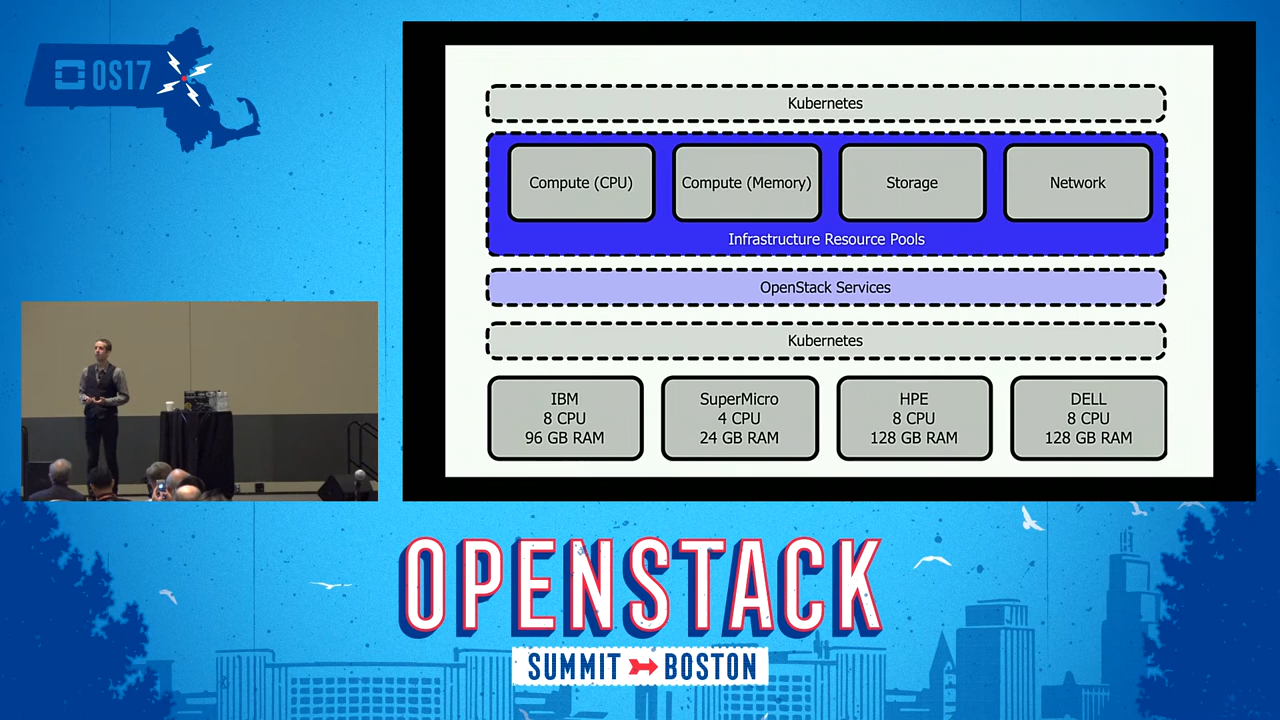 OS17
Kubernetes
Compute (CPU)
Compute (Memory)
Storage
Network
Infrastructure Resource Pools
OpenStack Services
Kubernetes
IBM
8 CPU
96 GB RAM
SuperMicro
4 CPU
24 GB RAM
HPE
8 CPU
128 GB RAM
DELL
8 CPU
128 GB RAM
OPENSTACK
SUMMIT BOSTON